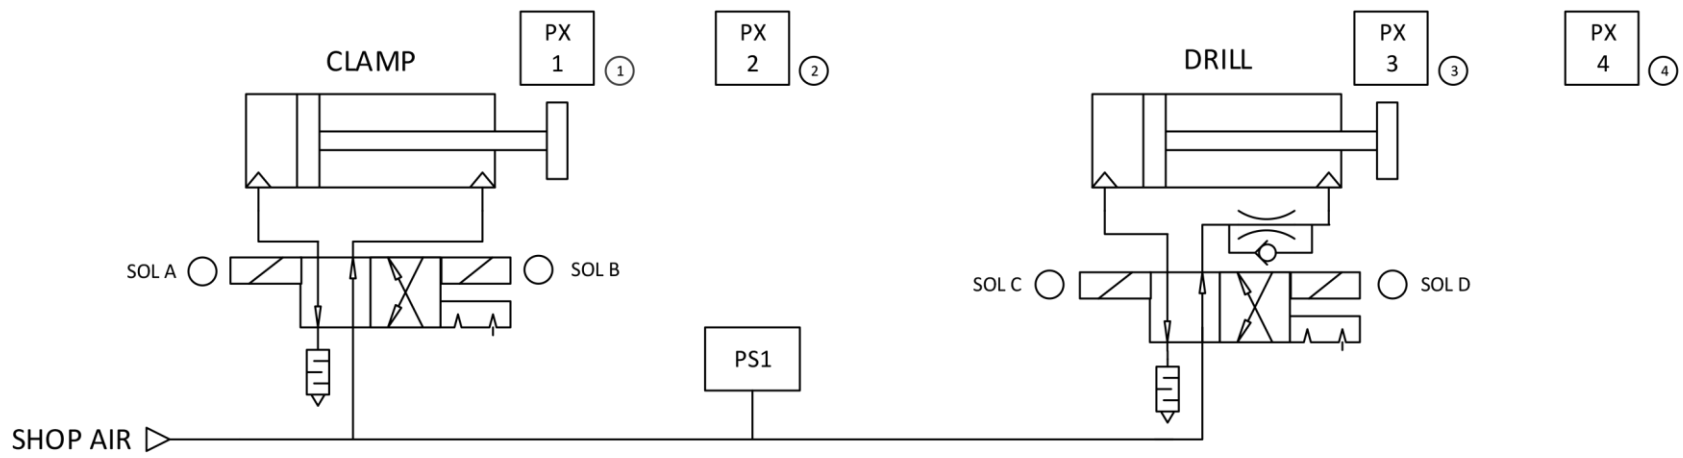 CLAMP
PX
1
1
PX
2
2
DRILL
PX
3
3
PX
4
4
SOL A
SOL B
SOL C
SOL D
PS1
SHOP AIR